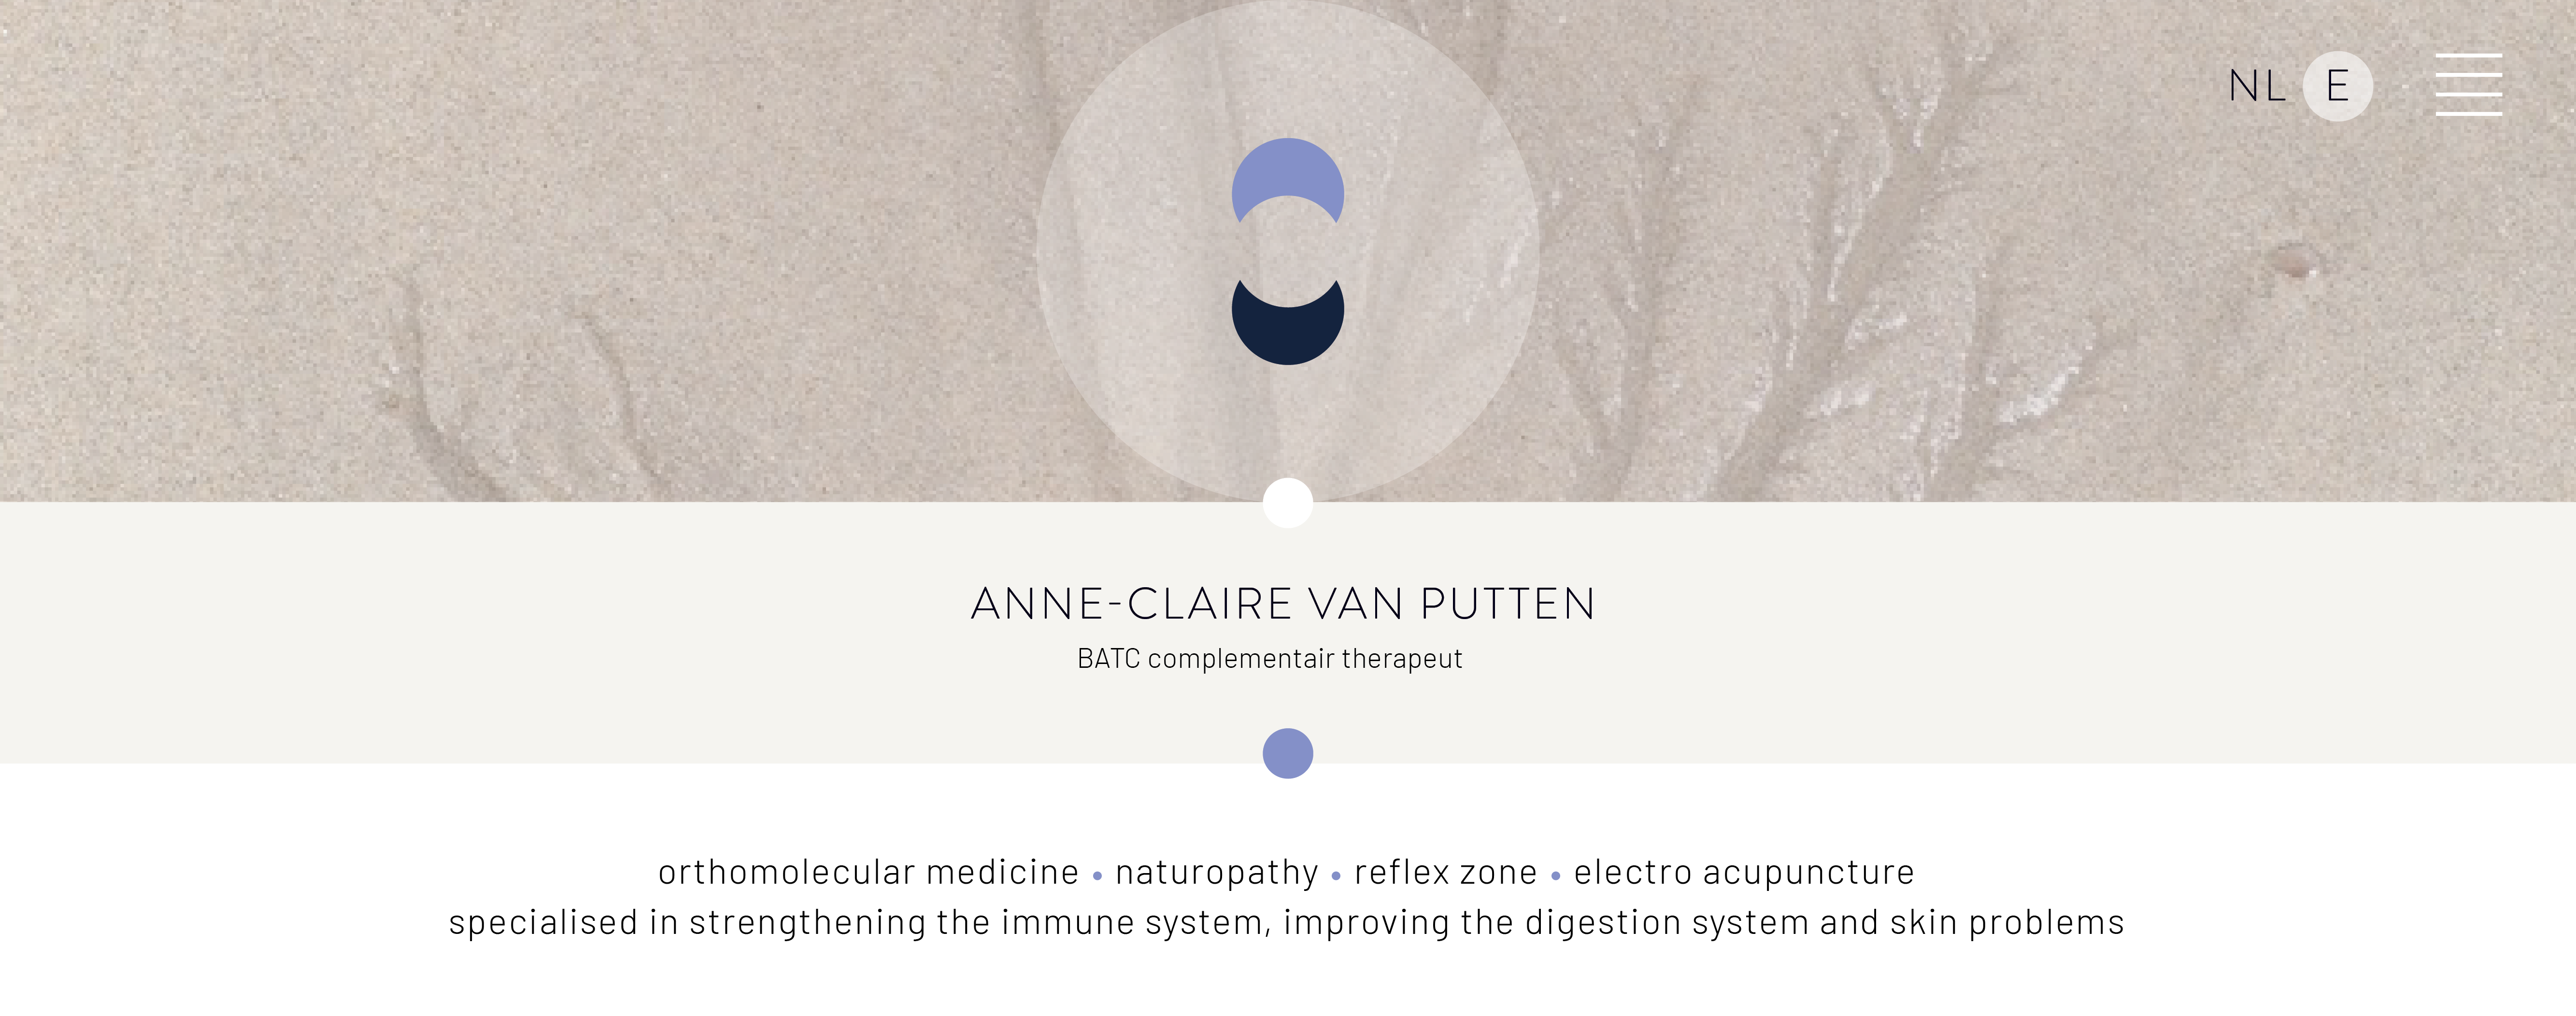 NL E
ANNE-CLAIRE VAN PUTTEN
BATC complementair therapeut
orthomolecular medicine • naturopathy • reflex zone • electro acupuncture
specialised in strengthening the immune system, improving the digestion system and skin problems